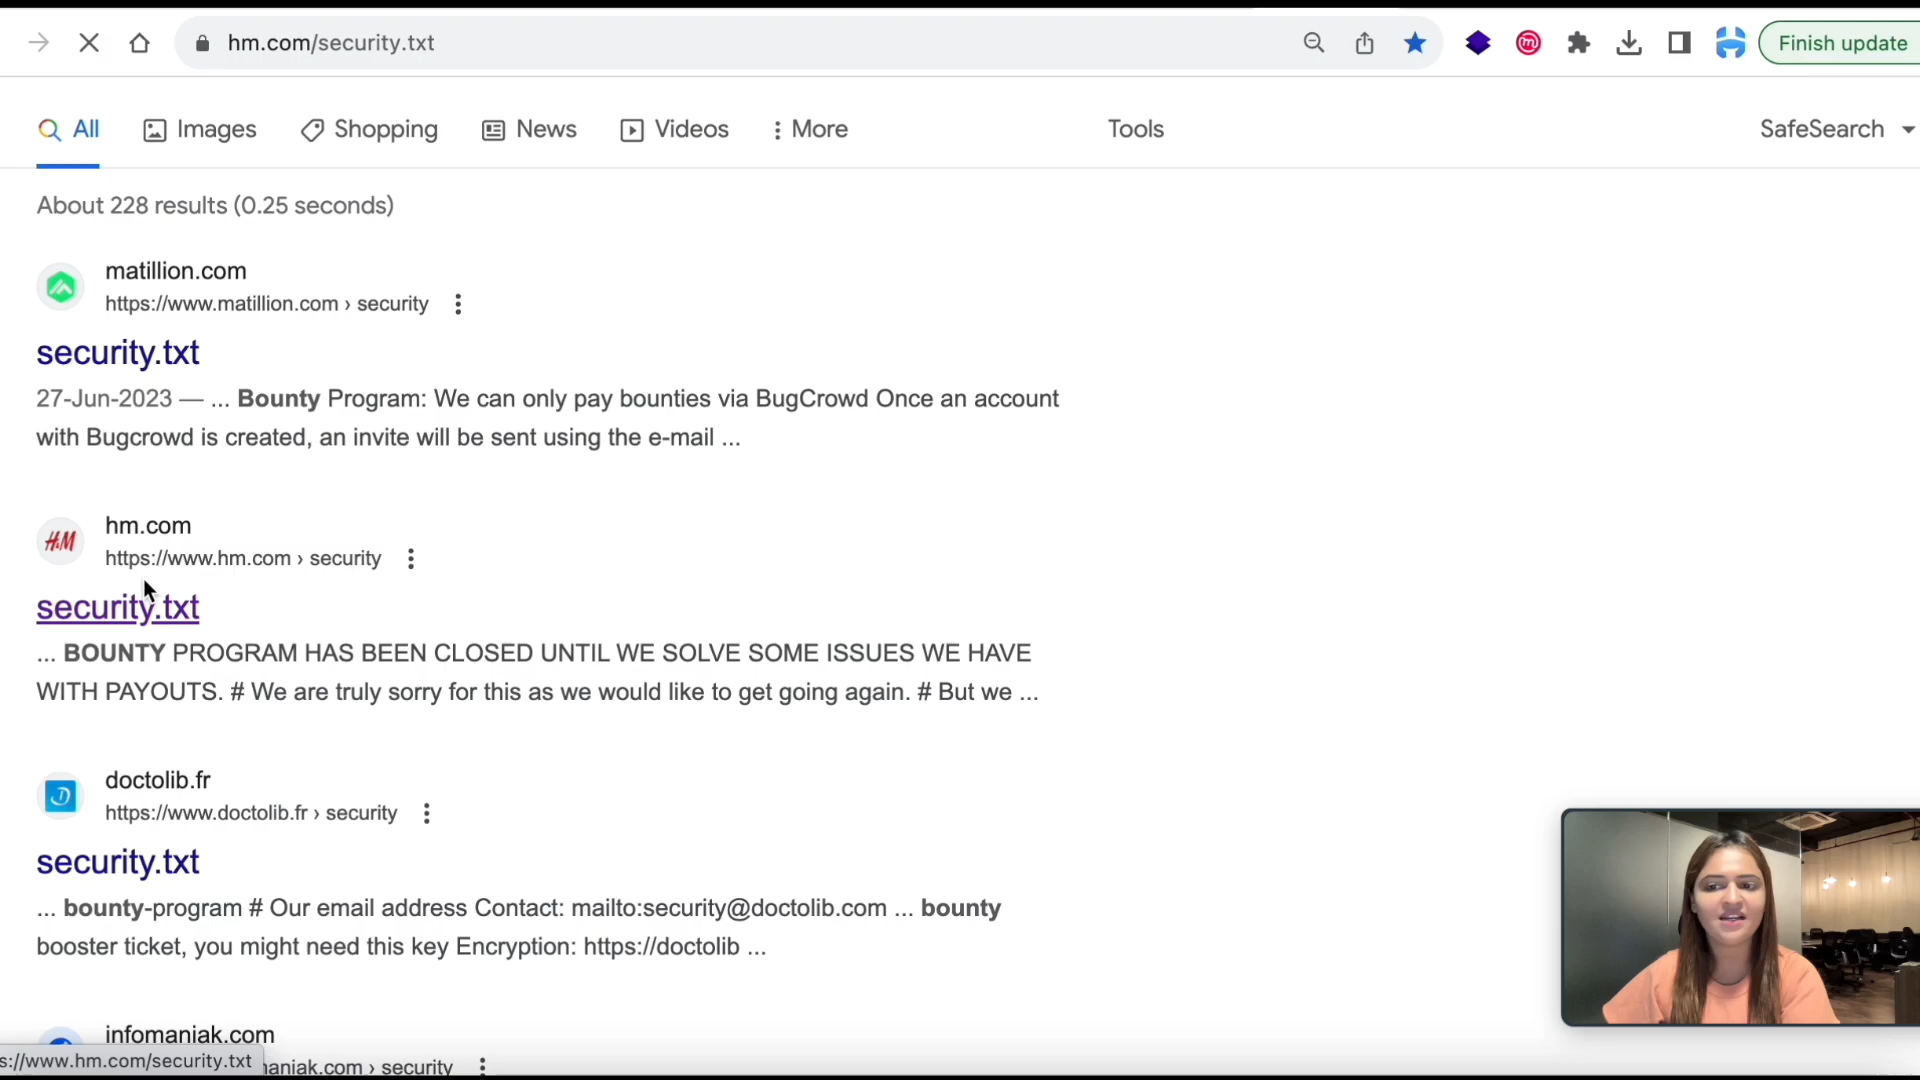 hm.com/security.txt
Finish update
All
Images
Shopping
News
Videos
More
Tools
SafeSearch
About 228 results (0.25 seconds)
matillion.com
https://www.matillion.com › security
security.txt
27-Jun-2023 — ... Bounty Program: We can only pay bounties via BugCrowd Once an account
with Bugcrowd is created, an invite will be sent using the e-mail ...
H&M
hm.com
https://www.hm.com › security
security.txt
... BOUNTY PROGRAM HAS BEEN CLOSED UNTIL WE SOLVE SOME ISSUES WE HAVE
WITH PAYOUTS. # We are truly sorry for this as we would like to get going again. # But we ...
doctolib.fr
https://www.doctolib.fr › security
security.txt
... bounty-program # Our email address Contact: mailto:security@doctolib.com ... bounty
booster ticket, you might need this key Encryption: https://doctolib ...
infomaniak.com
s://www.hm.com/security.txt
naniak.com › security